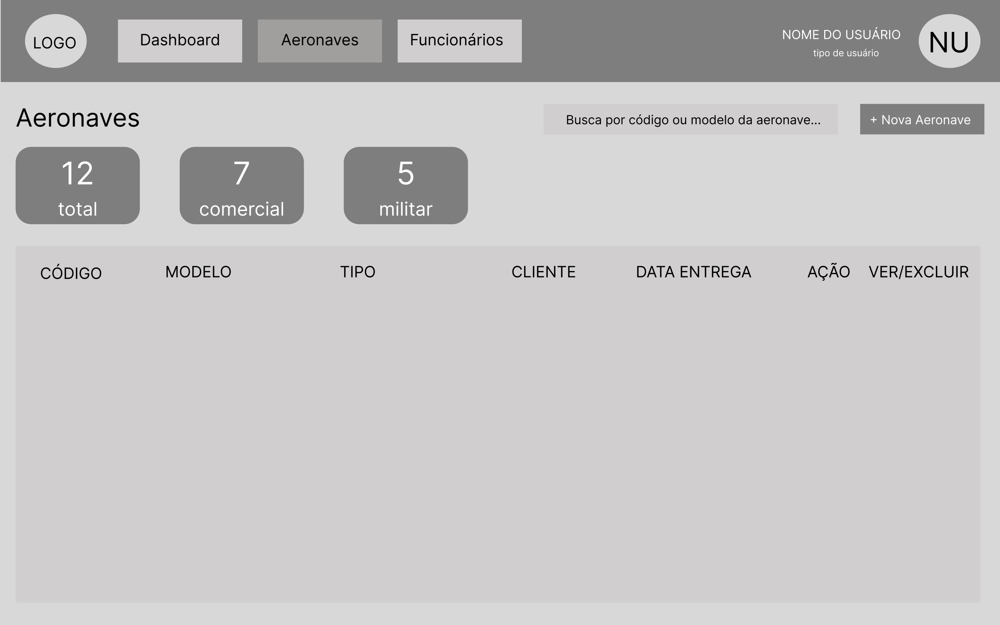 LOGO
Dashboard
Aeronaves
Funcionários
NOME DO USUÁRIO
tipo de usuário
NU
Aeronaves
Busca por código ou modelo da aeronave...
+ Nova Aeronave
12
total
7
comercial
5
militar
CÓDIGO MODELO TIPO CLIENTE DATA ENTREGA AÇÃO VER/EXCLUIR